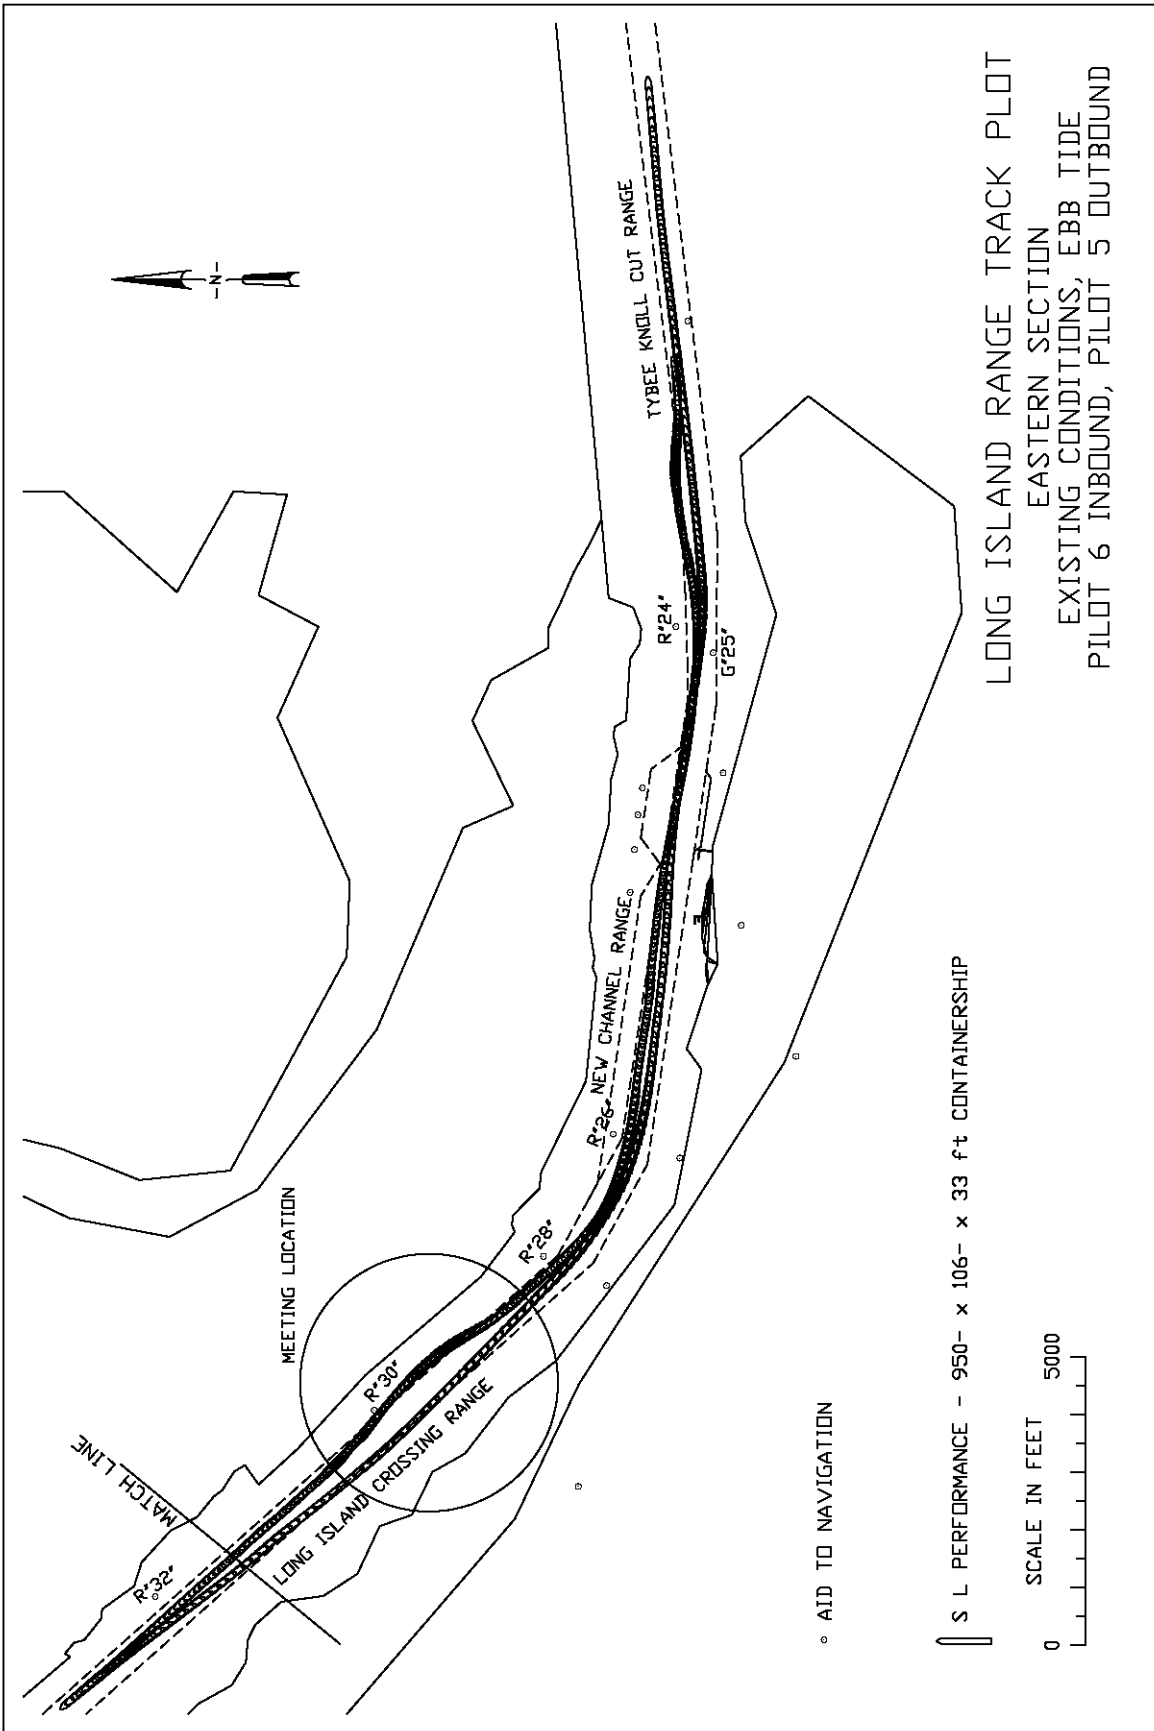 MATCH LINE
R"32"
LONG ISLAND CROSSING RANGE
R"30"
MEETING LOCATION
R"28"
R"26"
NEW CHANNEL RANGE
R"24"
G"25"
TYBEE KNOLL CUT RANGE
-N-
LONG ISLAND RANGE TRACK PLOT
EASTERN SECTION
EXISTING CONDITIONS, EBB TIDE
PILOT 6 INBOUND, PILOT 5 OUTBOUND
AID TO NAVIGATION
S L PERFORMANCE - 950- x 106- x 33 ft CONTAINERSHIP
SCALE IN FEET
0 5000